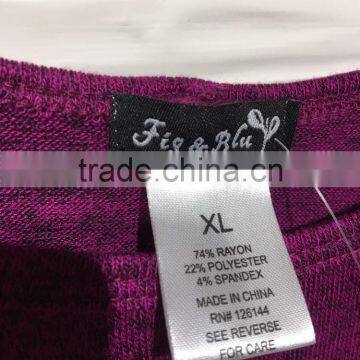 Fig & Blu
trade.china.com
XL
74% RAYON
22% POLYESTER
4% SPANDEX
MADE IN CHINA
RN# 126144
SEE REVERSE
FOR CARE